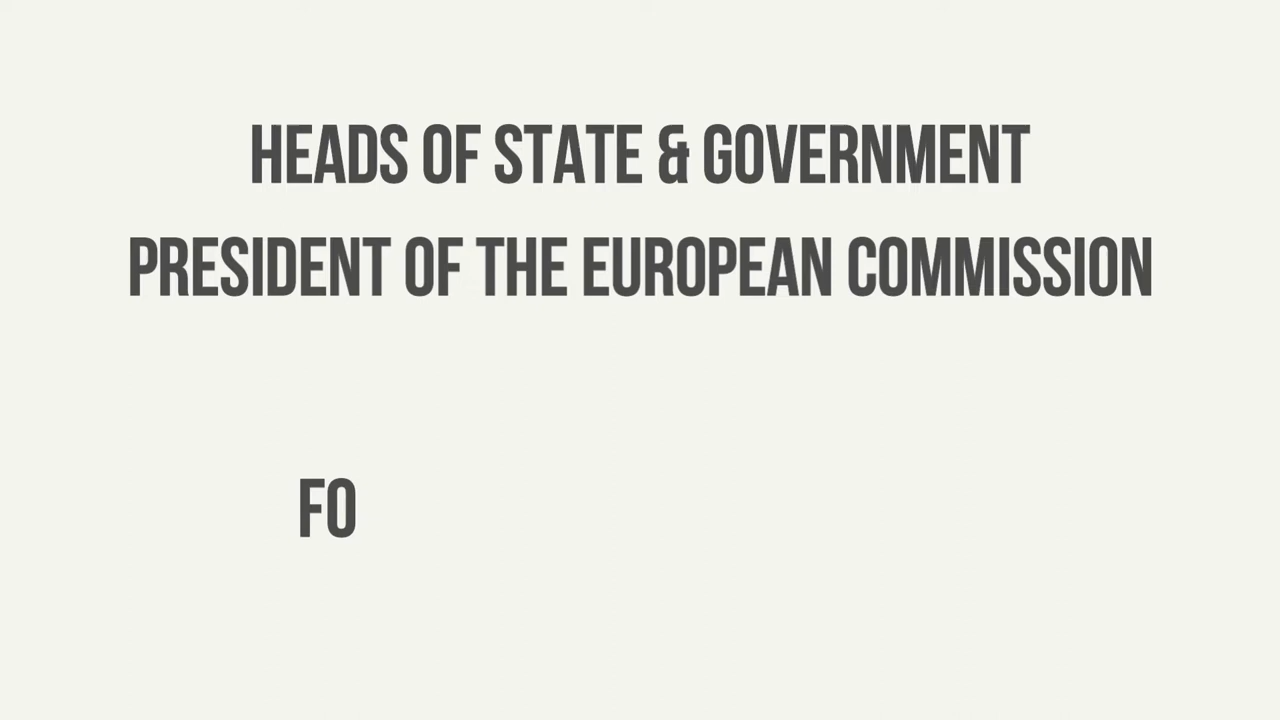 HEADS OF STATE & GOVERNMENT
PRESIDENT OF THE EUROPEAN COMMISSION
FO